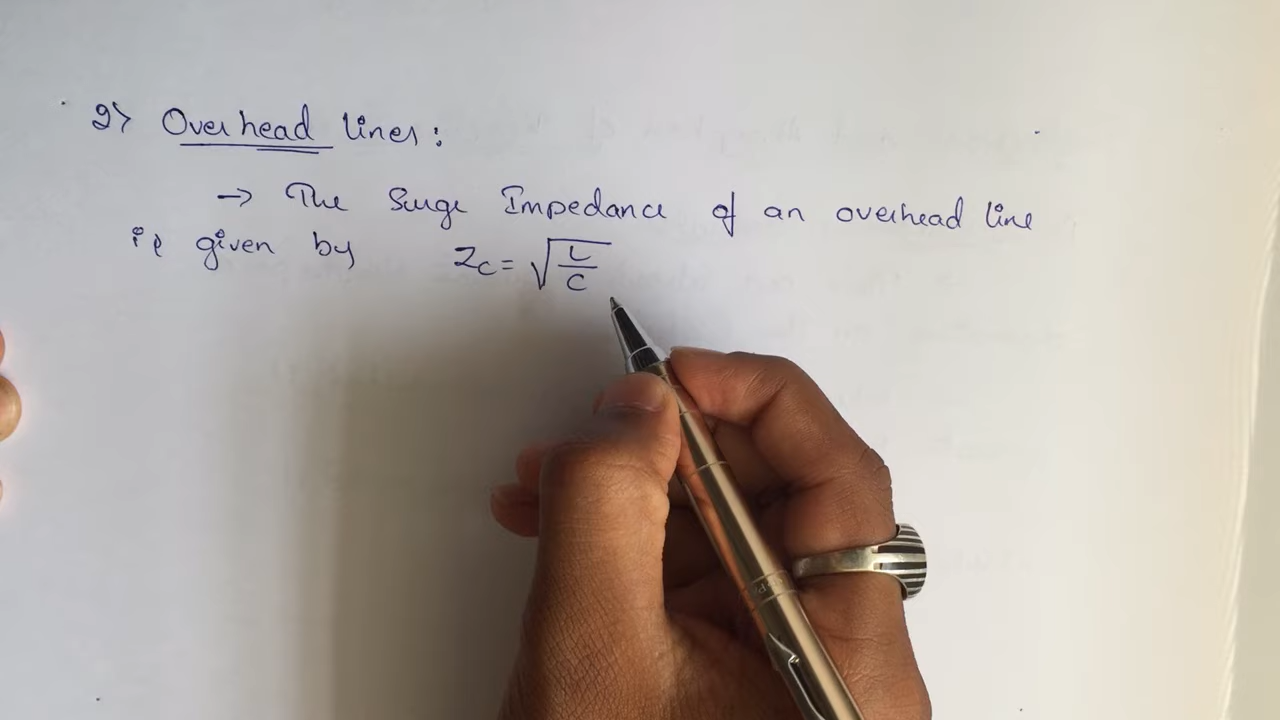 2> Overhead lines:
→ The Surge Impedance of an overhead line
is given by Zc = √(L/C)